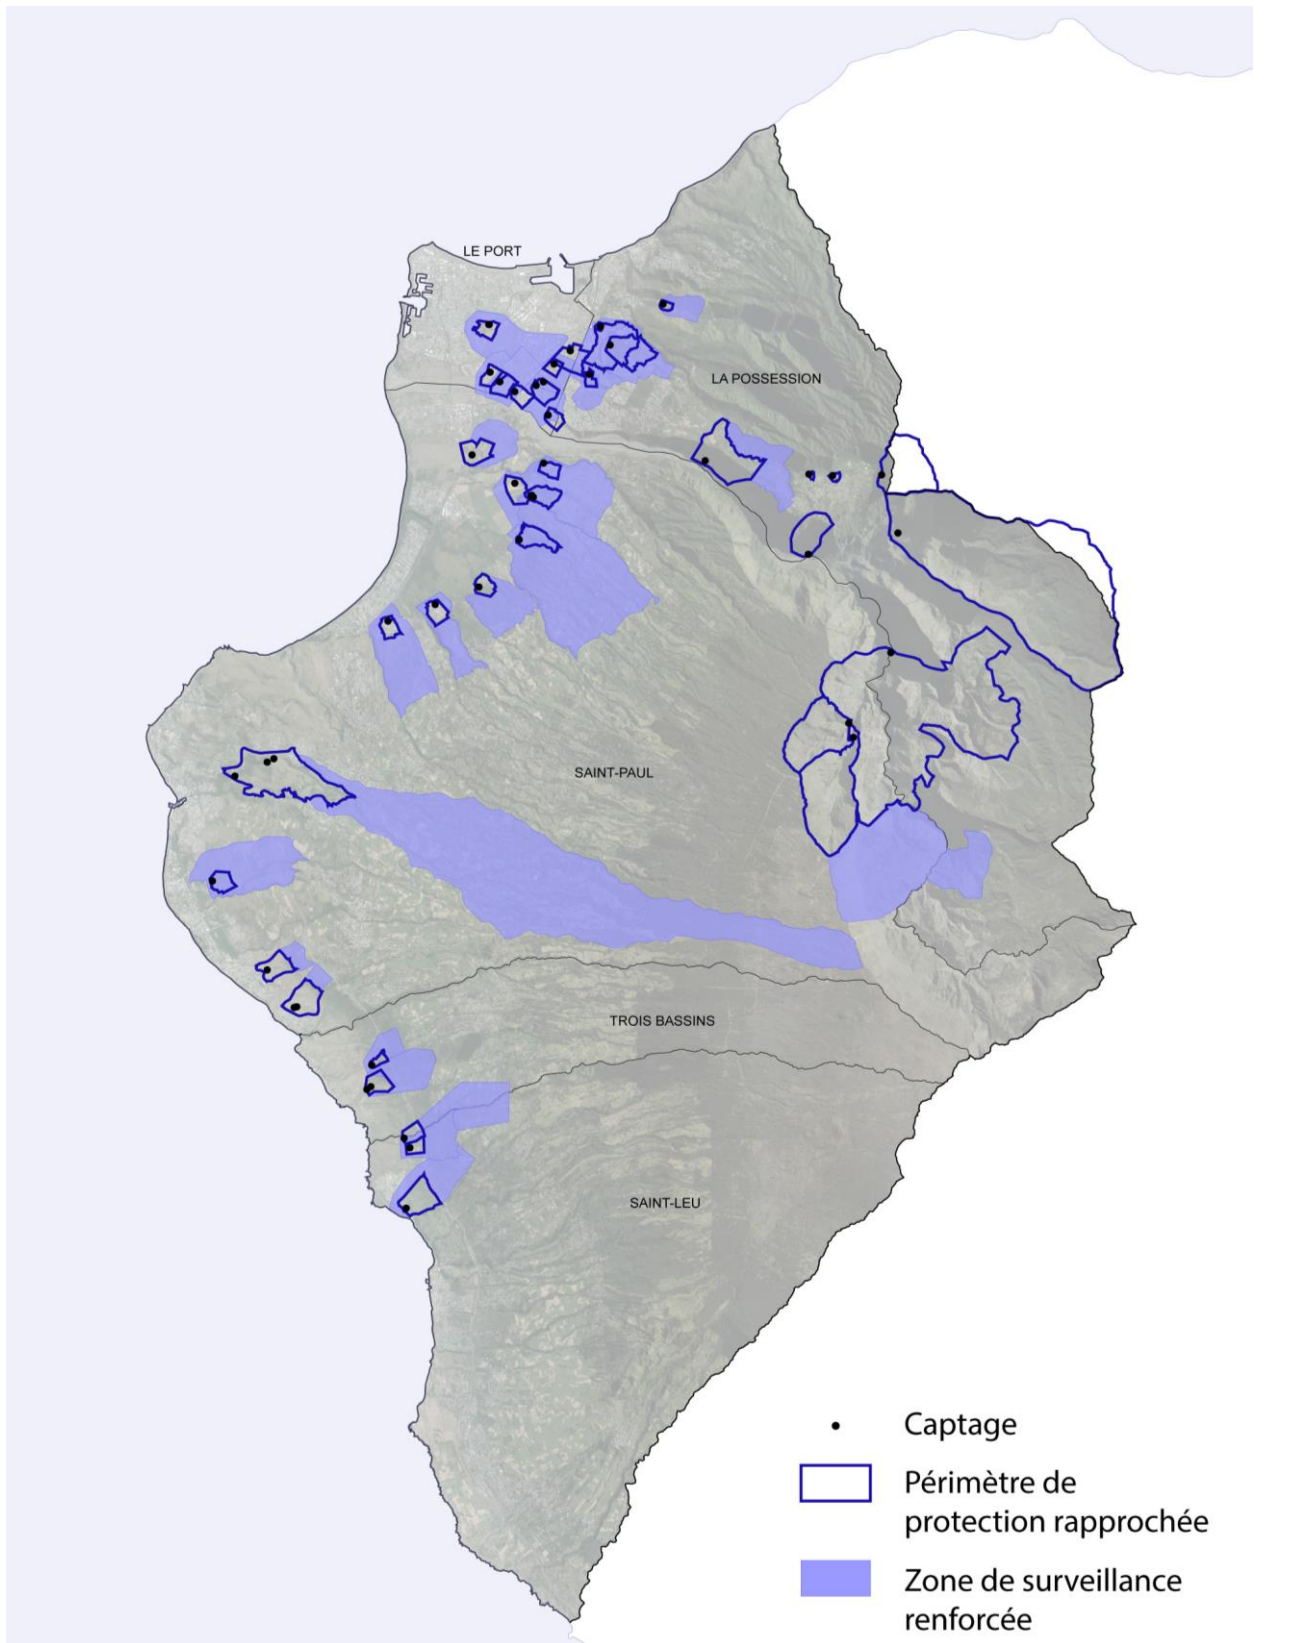 LE PORT
LA POSSESSION
SAINT-PAUL
TROIS BASSINS
SAINT-LEU
Captage
Périmètre de
protection rapprochée
Zone de surveillance
renforcée